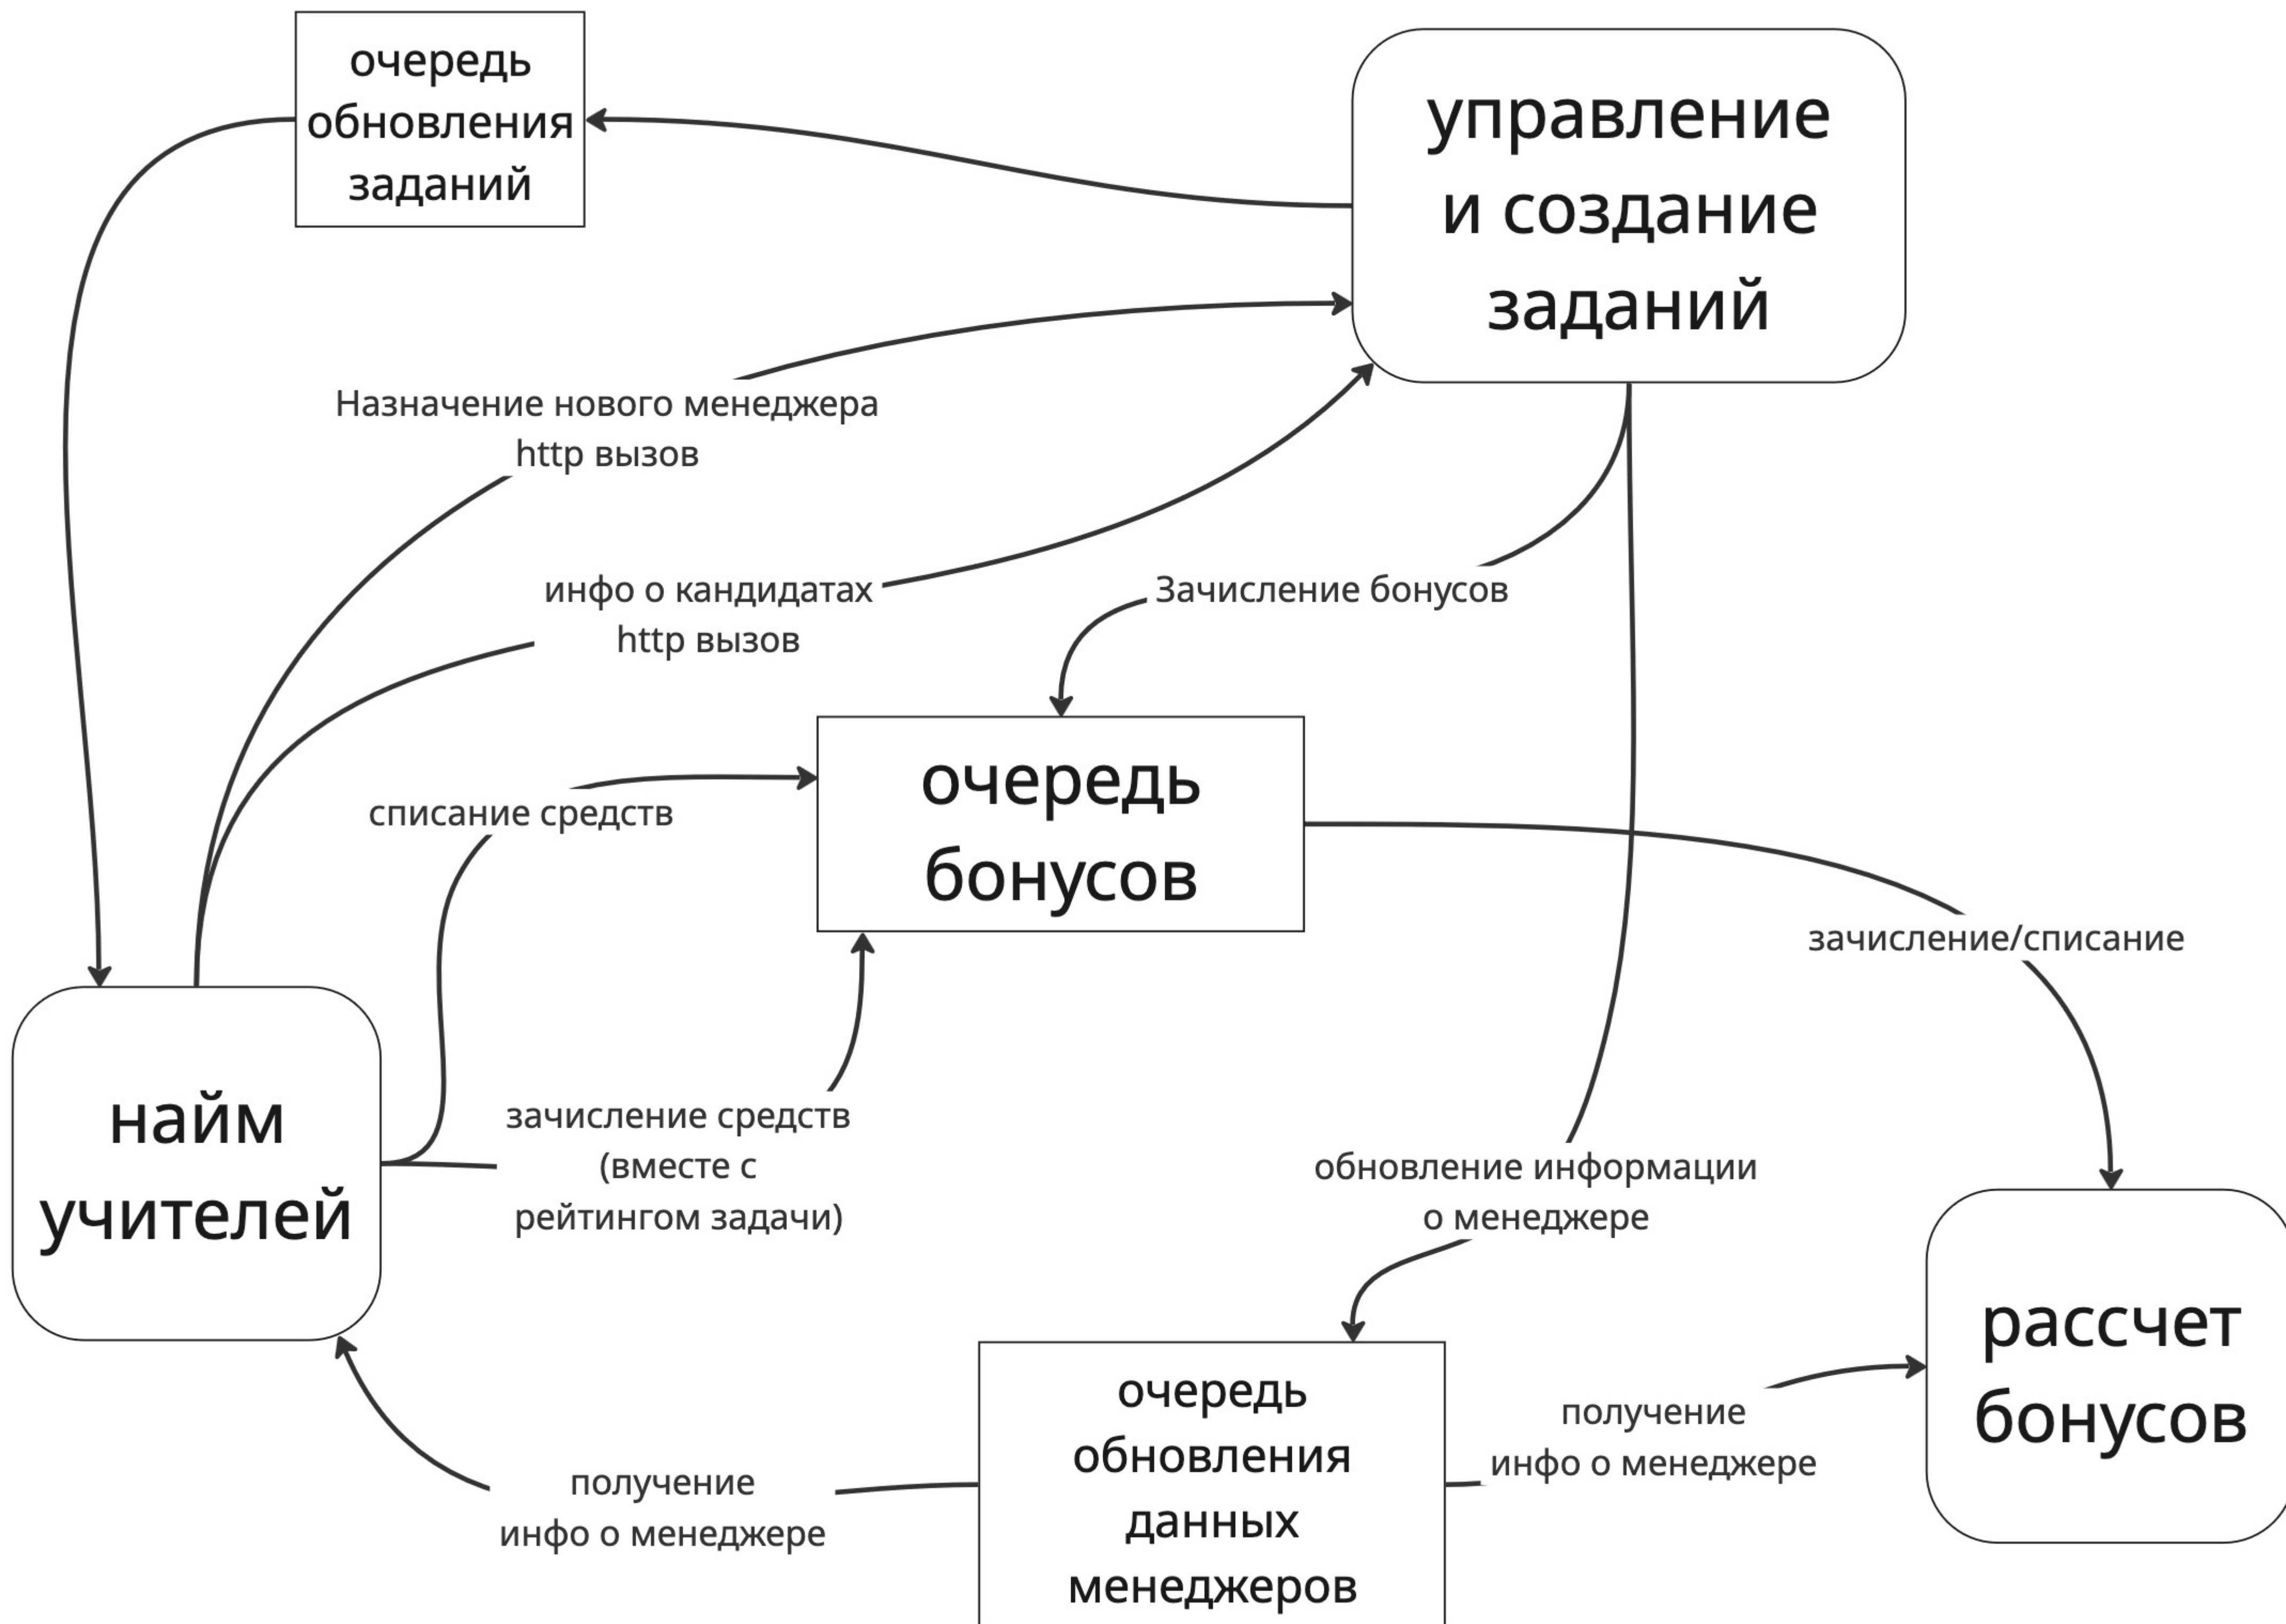 очередь
обновления
заданий
управление
и создание
заданий
Назначение нового менеджера
http вызов
инфо о кандидатах
http вызов
Зачисление бонусов
списание средств
очередь
бонусов
зачисление/списание
найм
учителей
зачисление средств
(вместе с
рейтингом задачи)
обновление информации
о менеджере
рассчет
бонусов
получение
инфо о менеджере
очередь
обновления
данных
менеджеров
получение
инфо о менеджере